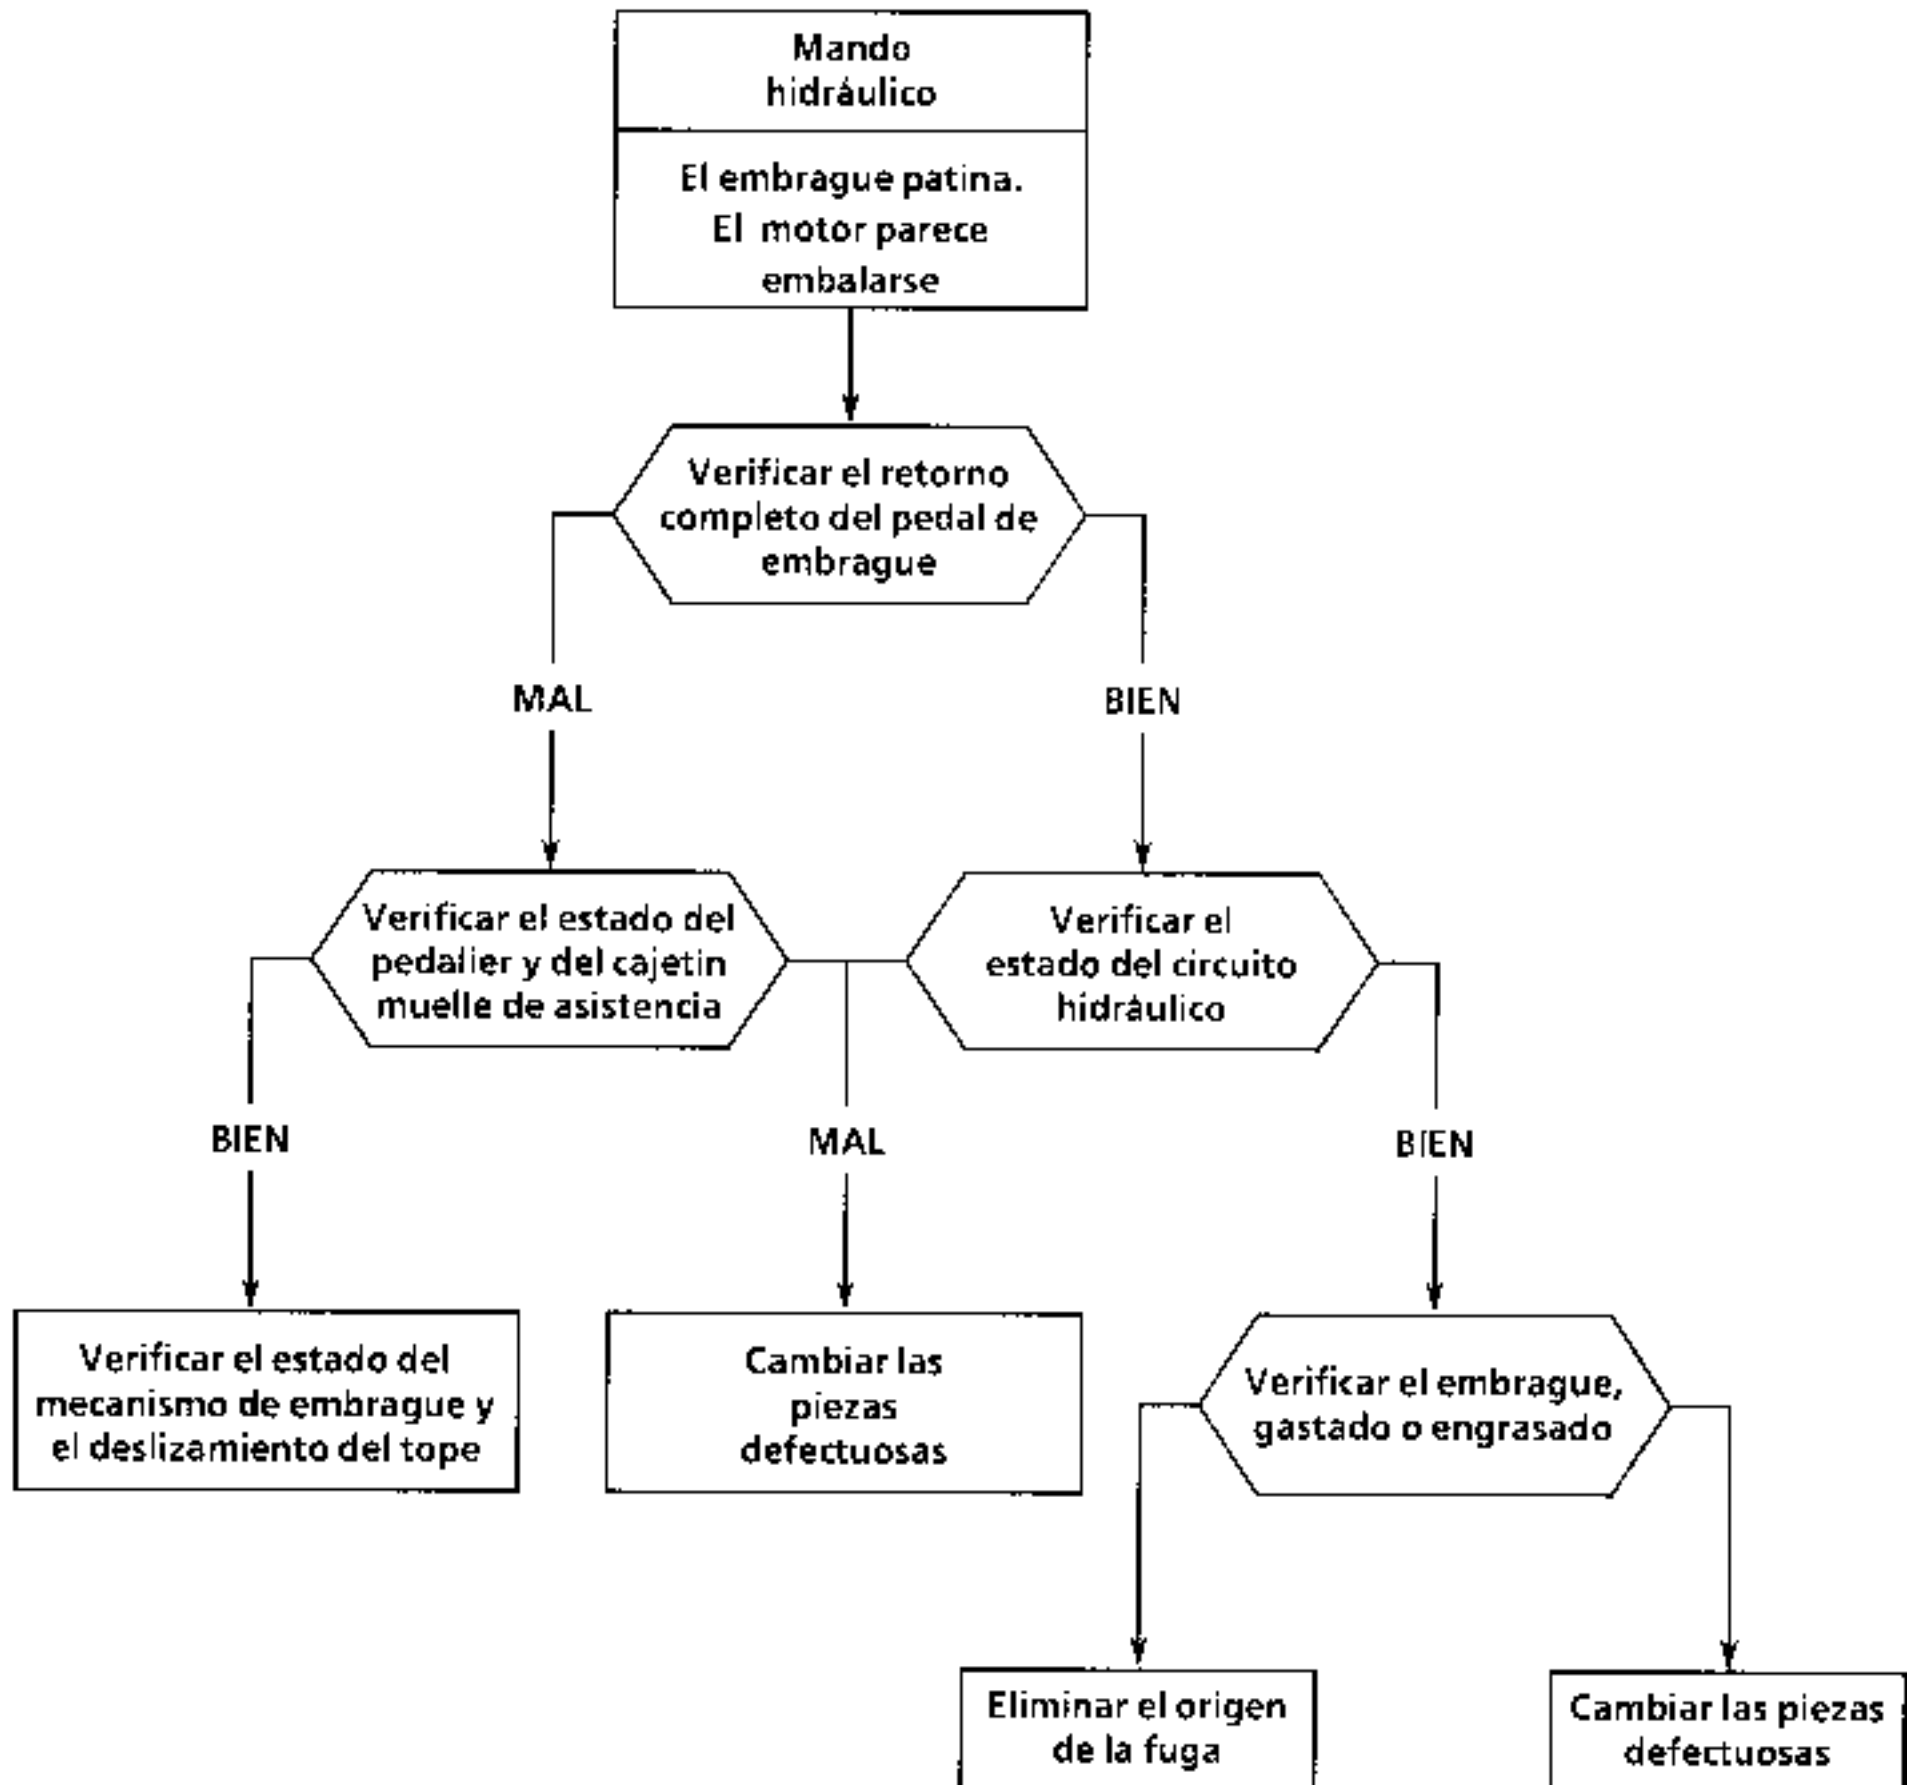 Mando
hidráulico
El embrague patina.
El motor parece
embalarse
Verificar el retorno
completo del pedal de
embrague
MAL
BIEN
Verificar el estado del
pedalier y del cajetin
muelle de asistencia
Verificar el
estado del circuito
hidráulico
BIEN
MAL
BIEN
Verificar el estado del
mecanismo de embrague y
el deslizamiento del tope
Cambiar las
piezas
defectuosas
Verificar el embrague,
gastado o engrasado
Eliminar el origen
de la fuga
Cambiar las piezas
defectuosas